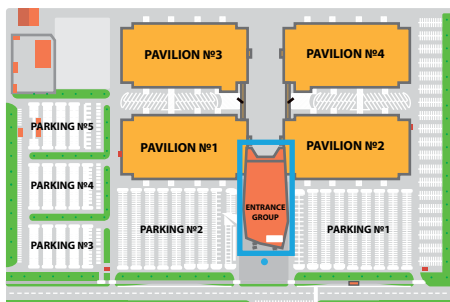 PAVILION №3
PAVILION №4
PARKING №5
PAVILION №1
PAVILION №2
PARKING №4
ENTRANCE
GROUP
PARKING №3
PARKING №2
PARKING №1